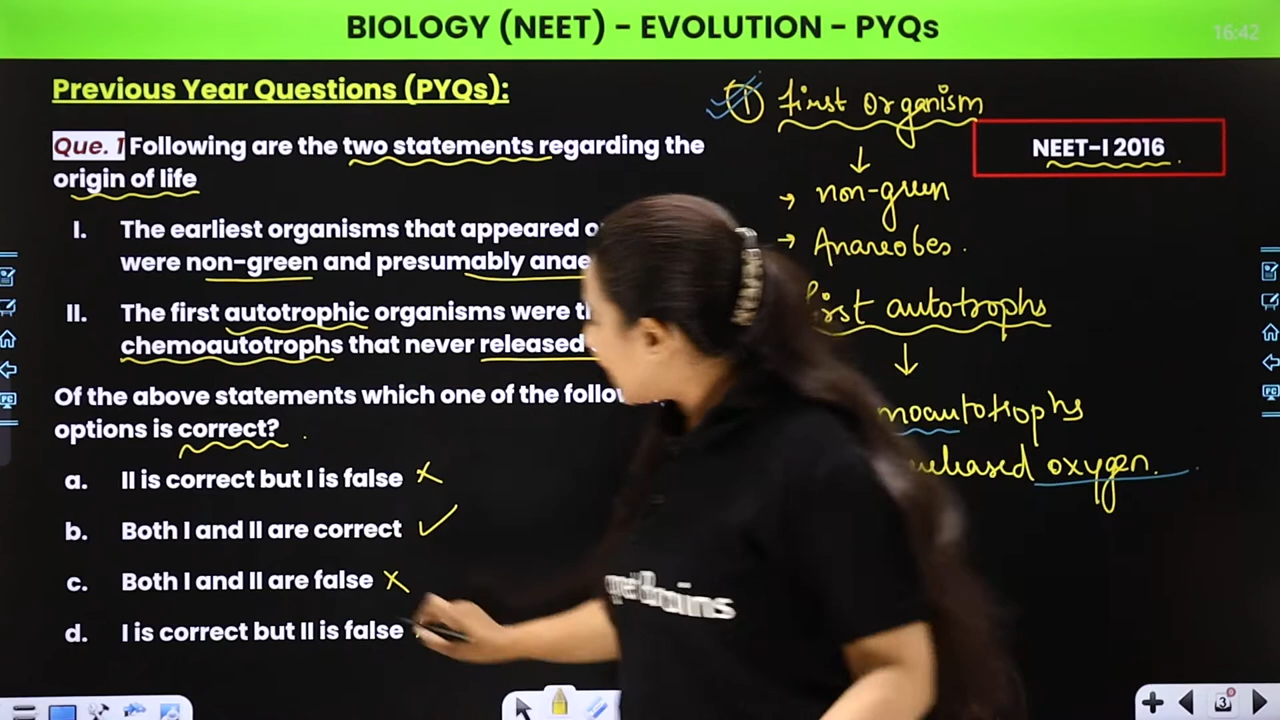 BIOLOGY (NEET) – EVOLUTION – PYQs
16:42
Previous Year Questions (PYQs):
Que. 1 Following are the two statements regarding the
origin of life
I. The earliest organisms that appeared
were non-green and presumably
II. The first autotrophic organisms were
chemoautotrophs that never released
Of the above statements which one of the
options is correct?
a. II is correct but I is false
b. Both I and II are correct
c. Both I and II are false
d. I is correct but II is false
① first organism
NEET-I 2016
→ non-green
→ Anareobes.
autotrophs
oxygen.
3